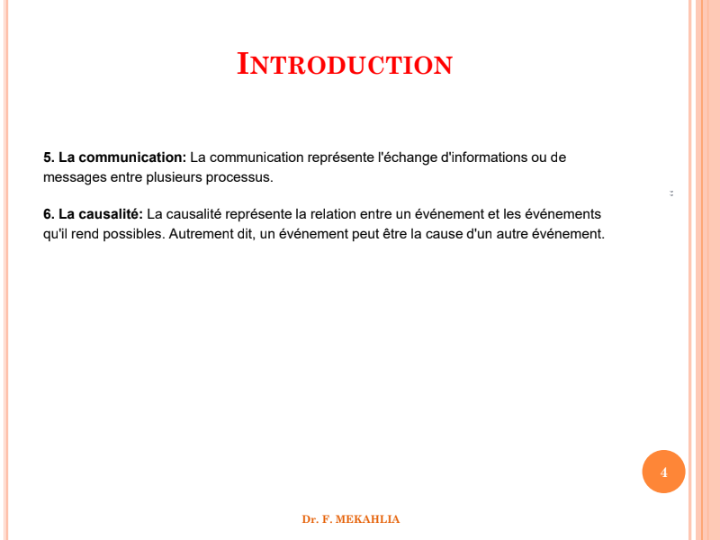 INTRODUCTION
5. La communication: La communication représente l'échange d'informations ou de
messages entre plusieurs processus.
6. La causalité: La causalité représente la relation entre un événement et les événements
qu'il rend possibles. Autrement dit, un événement peut être la cause d'un autre événement.
4
Dr. F. MEKAHLIA